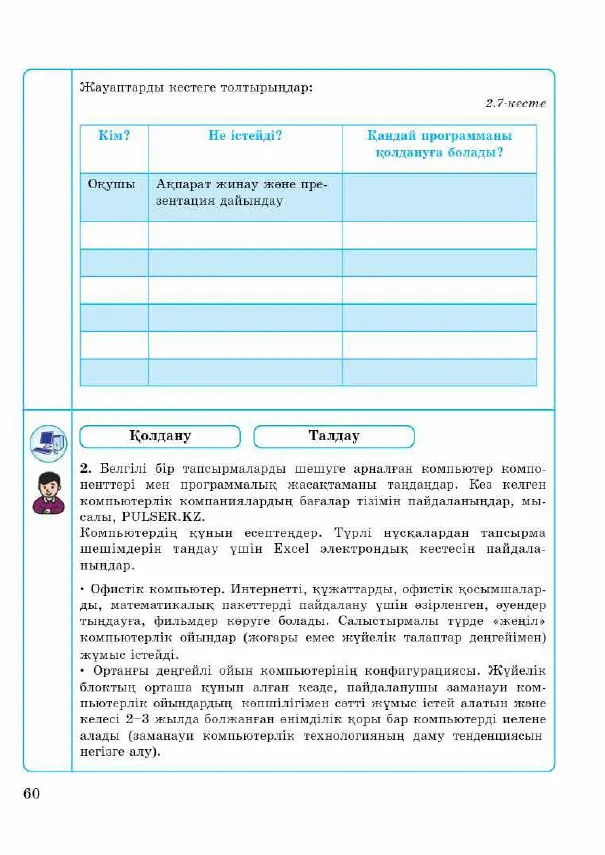 Жауаптарды кестеге толтырыңдар:
2.7-кесте
Кім?
Не істейді?
Қандай программаны
қолдануға болады?
Оқушы
Ақпарат жинау және пре-
зентация дайындау
Қолдану
Талдау
2. Белгілі бір тапсырмаларды шешуге арналған компьютер компо-
ненттері мен программалық жасақтаманы таңдаңдар. Кез келген
компьютерлік компаниялардың бағалар тізімін пайдаланыңдар, мы-
салы, PULSER.KZ.
Компьютердің құнын есептеңдер. Түрлі нұсқалардан тапсырма
шешімдерін таңдау үшін Excel электрондық кестесін пайдала-
ныңдар.
• Офистік компьютер. Интернетті, құжаттарды, офистік қосымшалар-
ды, математикалық пакеттерді пайдалану үшін әзірленген, әуендер
тыңдауға, фильмдер көруге болады. Салыстырмалы түрде «жеңіл»
компьютерлік ойындар (жоғары емес жүйелік талаптар деңгейімен)
жұмыс істейді.
• Ортаңғы деңгейлі ойын компьютерінің конфигурациясы. Жүйелік
блоктың орташа құнын алған кезде, пайдаланушы заманауи ком-
пьютерлік ойындардың көпшілігімен сәтті жұмыс істей алатын және
келесі 2–3 жылда болжанған өнімділік қоры бар компьютерді иелене
алады (заманауи компьютерлік технологияның даму тенденциясын
негізге алу).
60